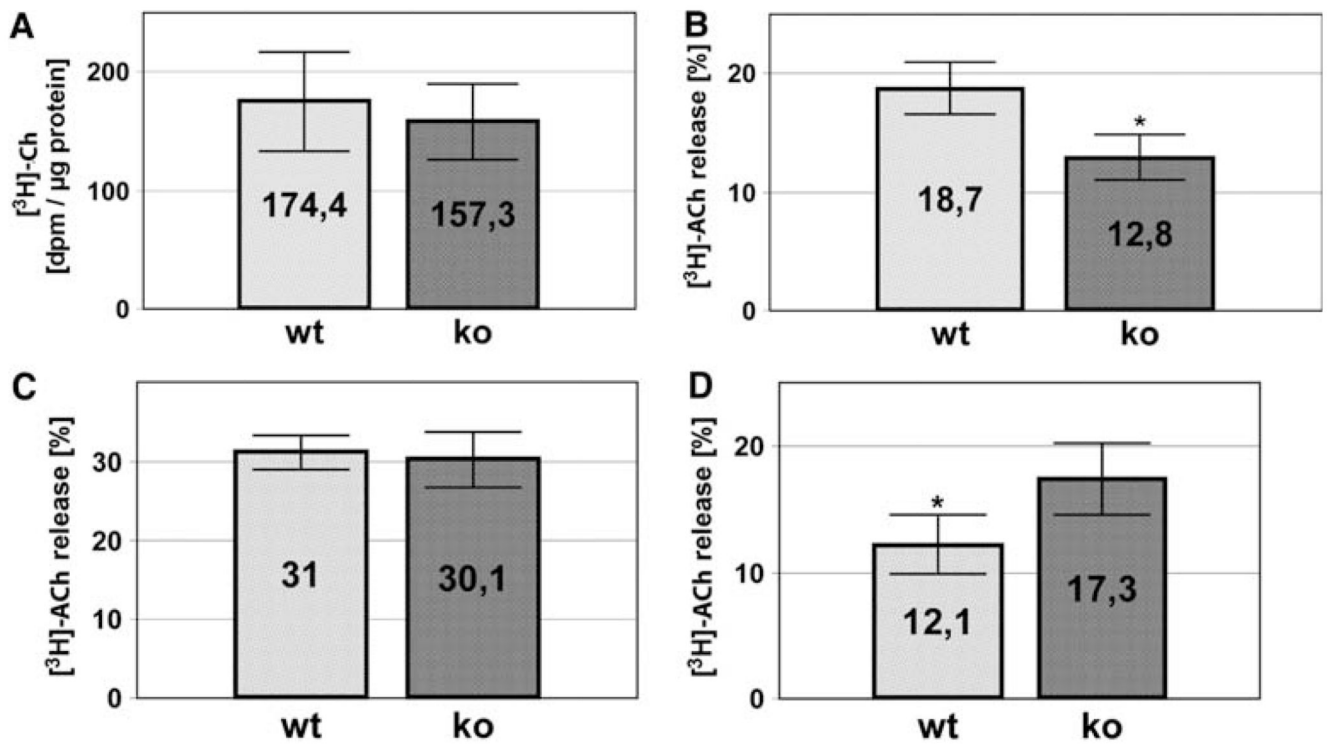 A
[³H]-Ch
[dpm / µg protein]
200
100
0
174,4
157,3
wt
ko
B
[³H]-ACh release [%]
20
10
0
18,7
*
12,8
wt
ko
C
[³H]-ACh release [%]
30
20
10
0
31
30,1
wt
ko
D
[³H]-ACh release [%]
20
10
0
*
12,1
17,3
wt
ko